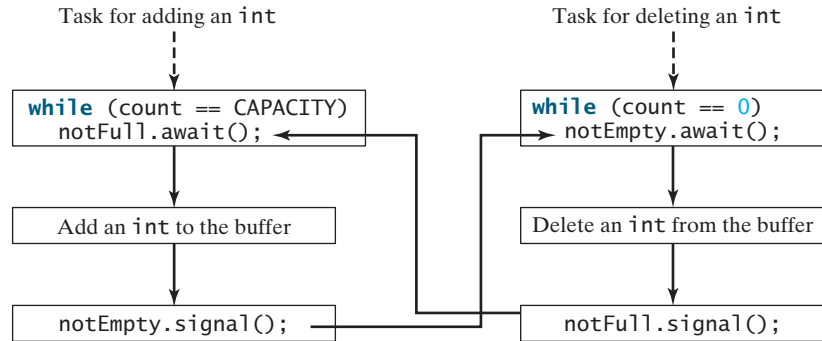 Task for adding an int
while (count == CAPACITY)
notFull.await();
Add an int to the buffer
notEmpty.signal();
Task for deleting an int
while (count == 0)
notEmpty.await();
Delete an int from the buffer
notFull.signal();